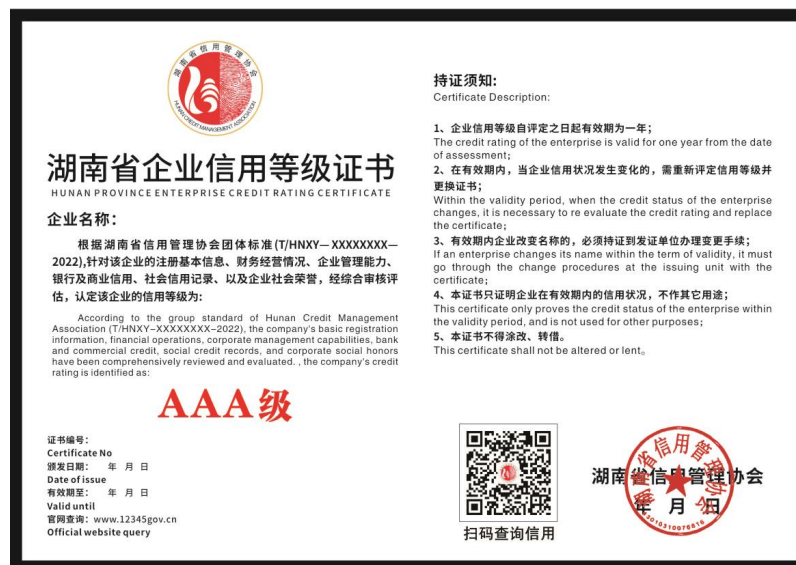 湖南省信用管理协会
HUNAN CREDIT MANAGEMENT ASSOCIATION
湖南省企业信用等级证书
HUNAN PROVINCE ENTERPRISE CREDIT RATING CERTIFICATE
企业名称：
根据湖南省信用管理协会团体标准(T/HNXY—XXXXXXXX—
2022),针对该企业的注册基本信息、财务经营情况、企业管理能力、
银行及商业信用、社会信用记录、以及企业社会荣誉，经综合审核评
估，认定该企业的信用等级为:
According to the group standard of Hunan Credit Management
Association (T/HNXY-XXXXXXXX-2022), the company's basic registration
information, financial operations, corporate management capabilities, bank
and commercial credit, social credit records, and corporate social honors
have been comprehensively reviewed and evaluated. , the company's credit
rating is identified as:
AAA级
证书编号：
Certificate No
颁发日期： 年 月 日
Date of issue
有效期至： 年 月 日
Valid until
官网查询：www.12345gov.cn
Official website query
持证须知:
Certificate Description:
1、企业信用等级自评定之日起有效期为一年；
The credit rating of the enterprise is valid for one year from the date
of assessment；
2、在有效期内，当企业信用状况发生变化的，需重新评定信用等级并
更换证书；
Within the validity period, when the credit status of the enterprise
changes, it is necessary to re evaluate the credit rating and replace
the certificate；
3、有效期内企业改变名称的，必须持证到发证单位办理变更手续；
If an enterprise changes its name within the term of validity, it must
go through the change procedures at the issuing unit with the
certificate；
4、本证书只证明企业在有效期内的信用状况，不作其它用途；
This certificate only proves the credit status of the enterprise within
the validity period, and is not used for other purposes；
5、本证书不得涂改、转借。
This certificate shall not be altered or lent。
扫码查询信用
湖南省信用管理协会
年 月 日
湖南省信用管理协会